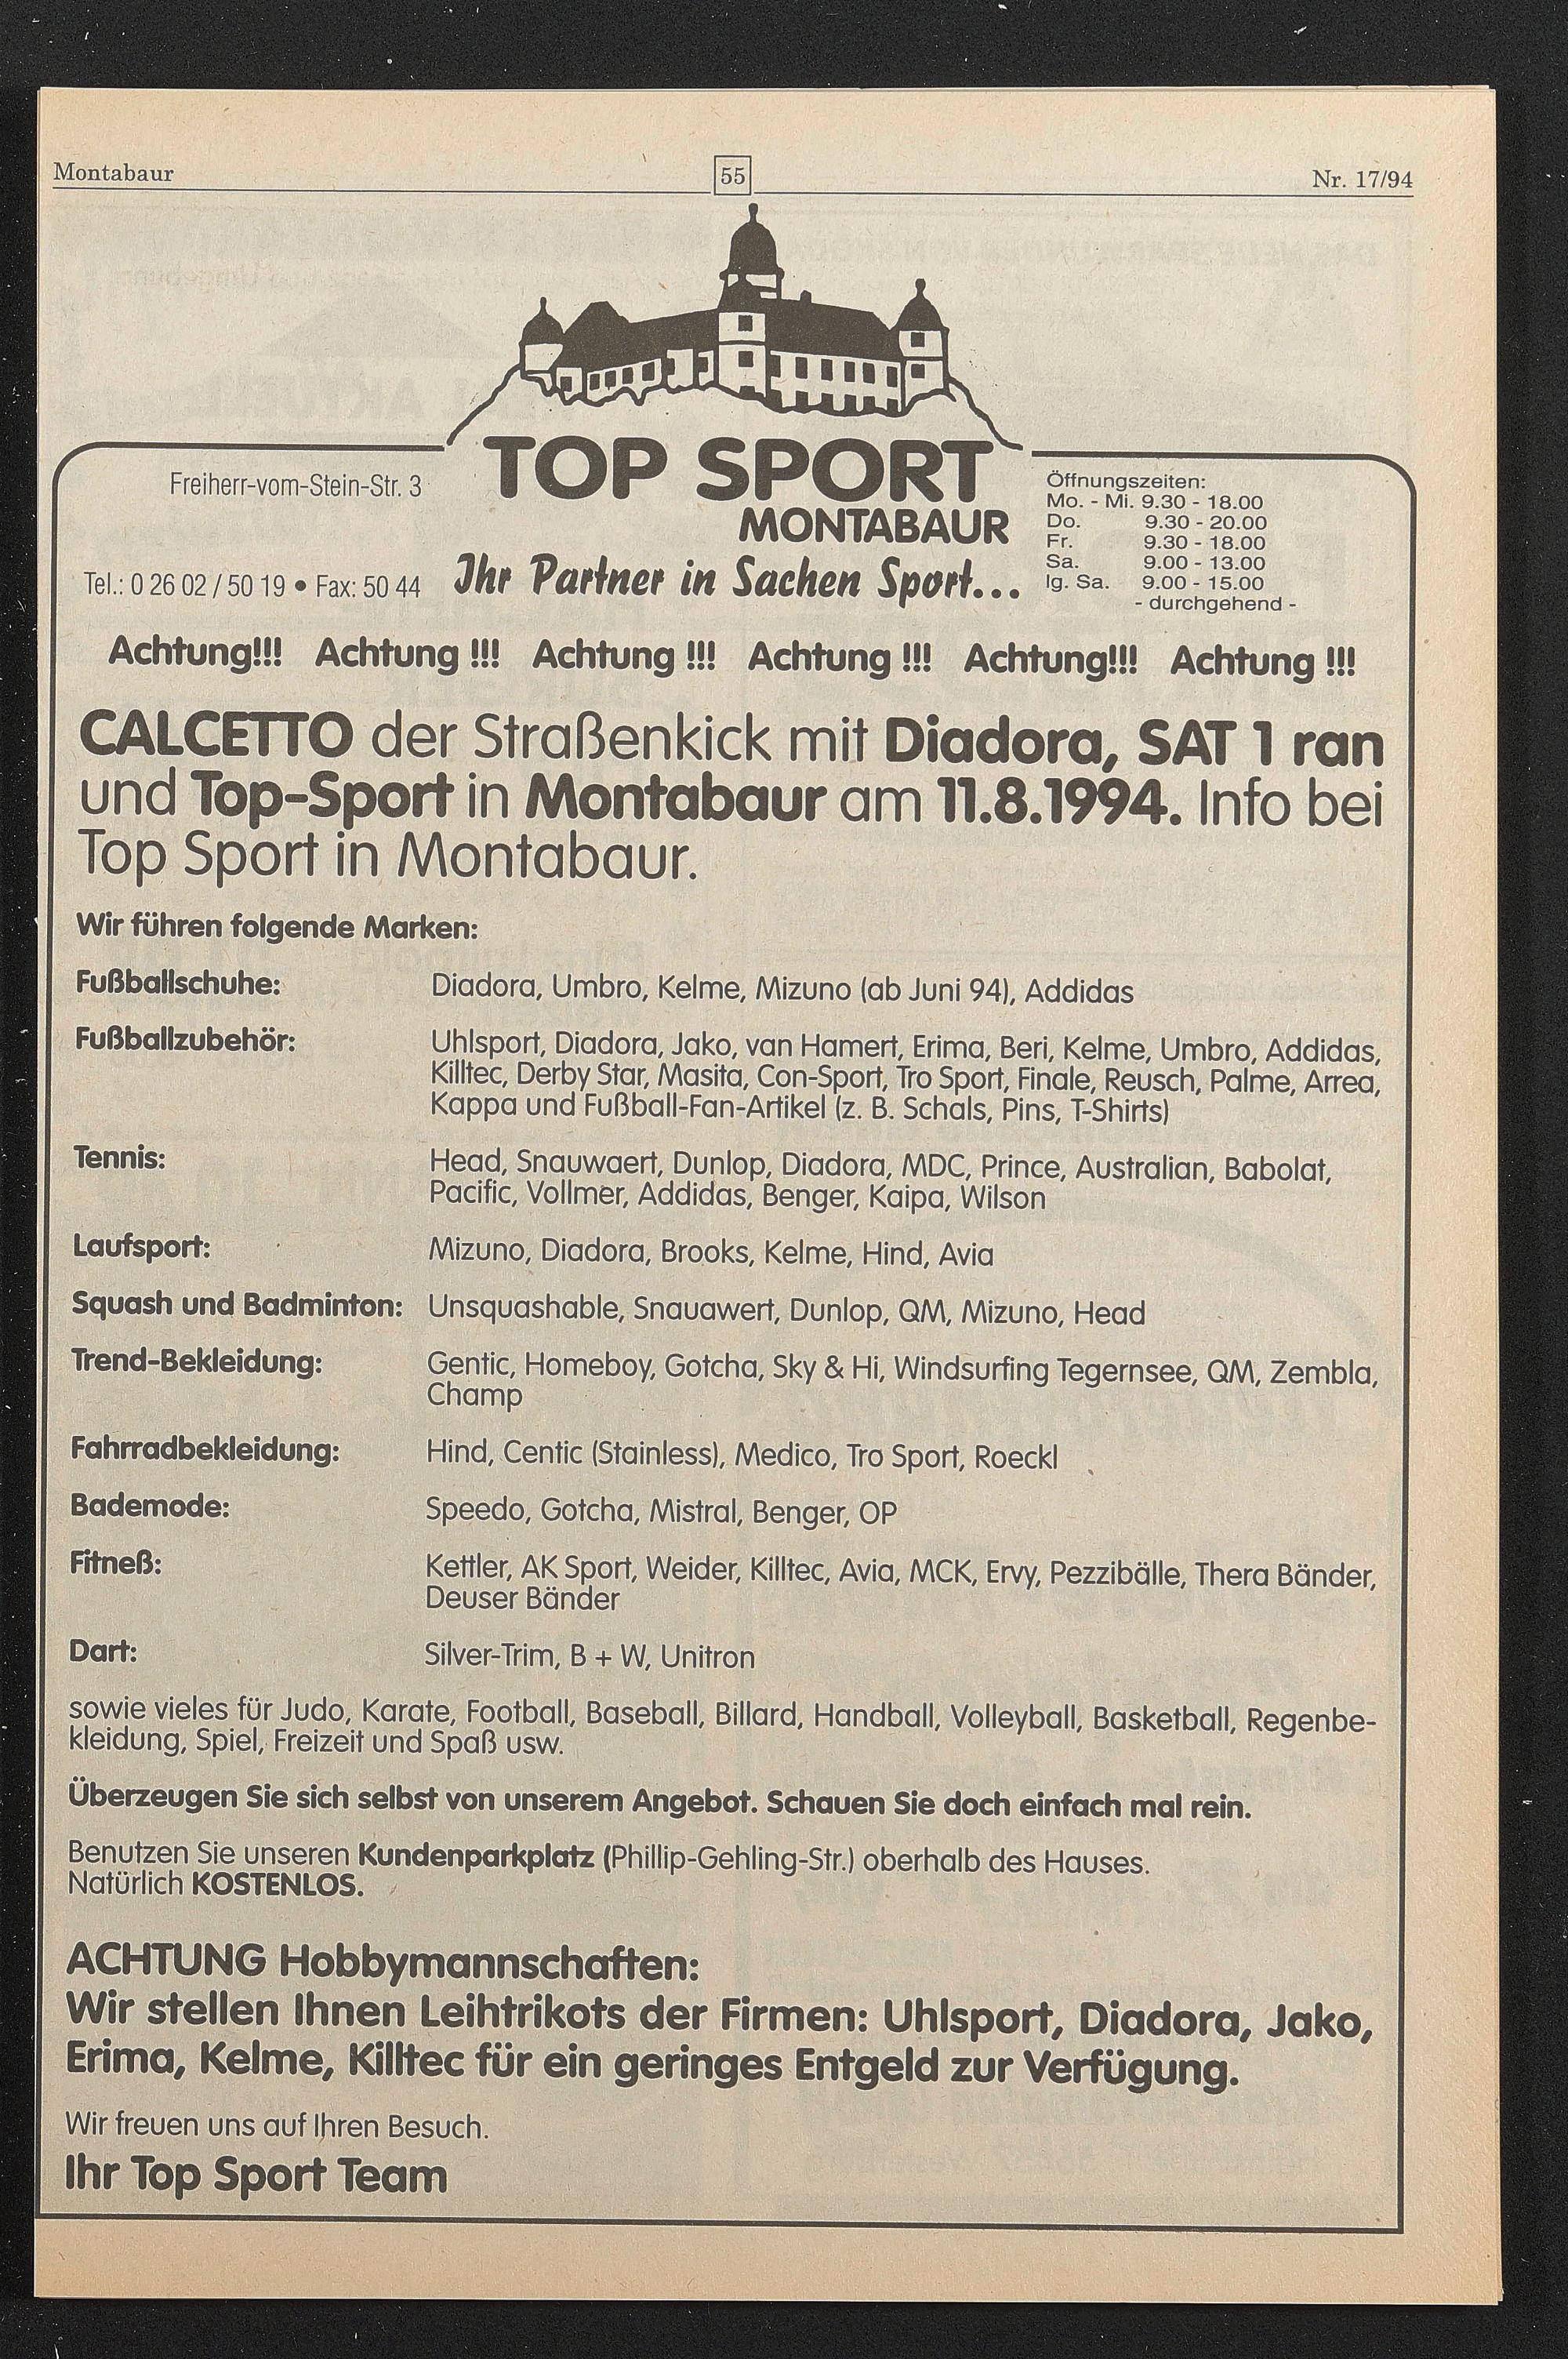 Montabaur
55
Nr. 17/94
Freiherr-vom-Stein-Str. 3
TOP SPORT
MONTABAUR
Tel.: 0 26 02 / 50 19 • Fax: 50 44
Ihr Partner in Sachen Sport...
Öffnungszeiten:
Mo. - Mi. 9.30 - 18.00
Do. 9.30 - 20.00
Fr. 9.30 - 18.00
Sa. 9.00 - 13.00
lg. Sa. 9.00 - 15.00
- durchgehend -
Achtung!!! Achtung !!! Achtung !!! Achtung !!! Achtung!!! Achtung !!!
CALCETTO der Straßenkick mit Diadora, SAT 1 ran
und Top-Sport in Montabaur am 11.8.1994. Info bei
Top Sport in Montabaur.
Wir führen folgende Marken:
Fußballschuhe: Diadora, Umbro, Kelme, Mizuno (ab Juni 94), Addidas
Fußballzubehör: Uhlsport, Diadora, Jako, van Hamert, Erima, Beri, Kelme, Umbro, Addidas,
Killtec, Derby Star, Masita, Con-Sport, Tro Sport, Finale, Reusch, Palme, Arrea,
Kappa und Fußball-Fan-Artikel (z. B. Schals, Pins, T-Shirts)
Tennis: Head, Snauwaert, Dunlop, Diadora, MDC, Prince, Australian, Babolat,
Pacific, Vollmer, Addidas, Benger, Kaipa, Wilson
Laufsport: Mizuno, Diadora, Brooks, Kelme, Hind, Avia
Squash und Badminton: Unsquashable, Snauawert, Dunlop, QM, Mizuno, Head
Trend-Bekleidung: Gentic, Homeboy, Gotcha, Sky & Hi, Windsurfing Tegernsee, QM, Zembla,
Champ
Fahrradbekleidung: Hind, Centic (Stainless), Medico, Tro Sport, Roeckl
Bademode: Speedo, Gotcha, Mistral, Benger, OP
Fitneß: Kettler, AK Sport, Weider, Killtec, Avia, MCK, Ervy, Pezzibälle, Thera Bänder,
Deuser Bänder
Dart: Silver-Trim, B + W, Unitron
sowie vieles für Judo, Karate, Football, Baseball, Billard, Handball, Volleyball, Basketball, Regenbe-
kleidung, Spiel, Freizeit und Spaß usw.
Überzeugen Sie sich selbst von unserem Angebot. Schauen Sie doch einfach mal rein.
Benutzen Sie unseren Kundenparkplatz (Phillip-Gehling-Str.) oberhalb des Hauses.
Natürlich KOSTENLOS.
ACHTUNG Hobbymannschaften:
Wir stellen Ihnen Leihtrikots der Firmen: Uhlsport, Diadora, Jako,
Erima, Kelme, Killtec für ein geringes Entgeld zur Verfügung.
Wir freuen uns auf Ihren Besuch.
Ihr Top Sport Team